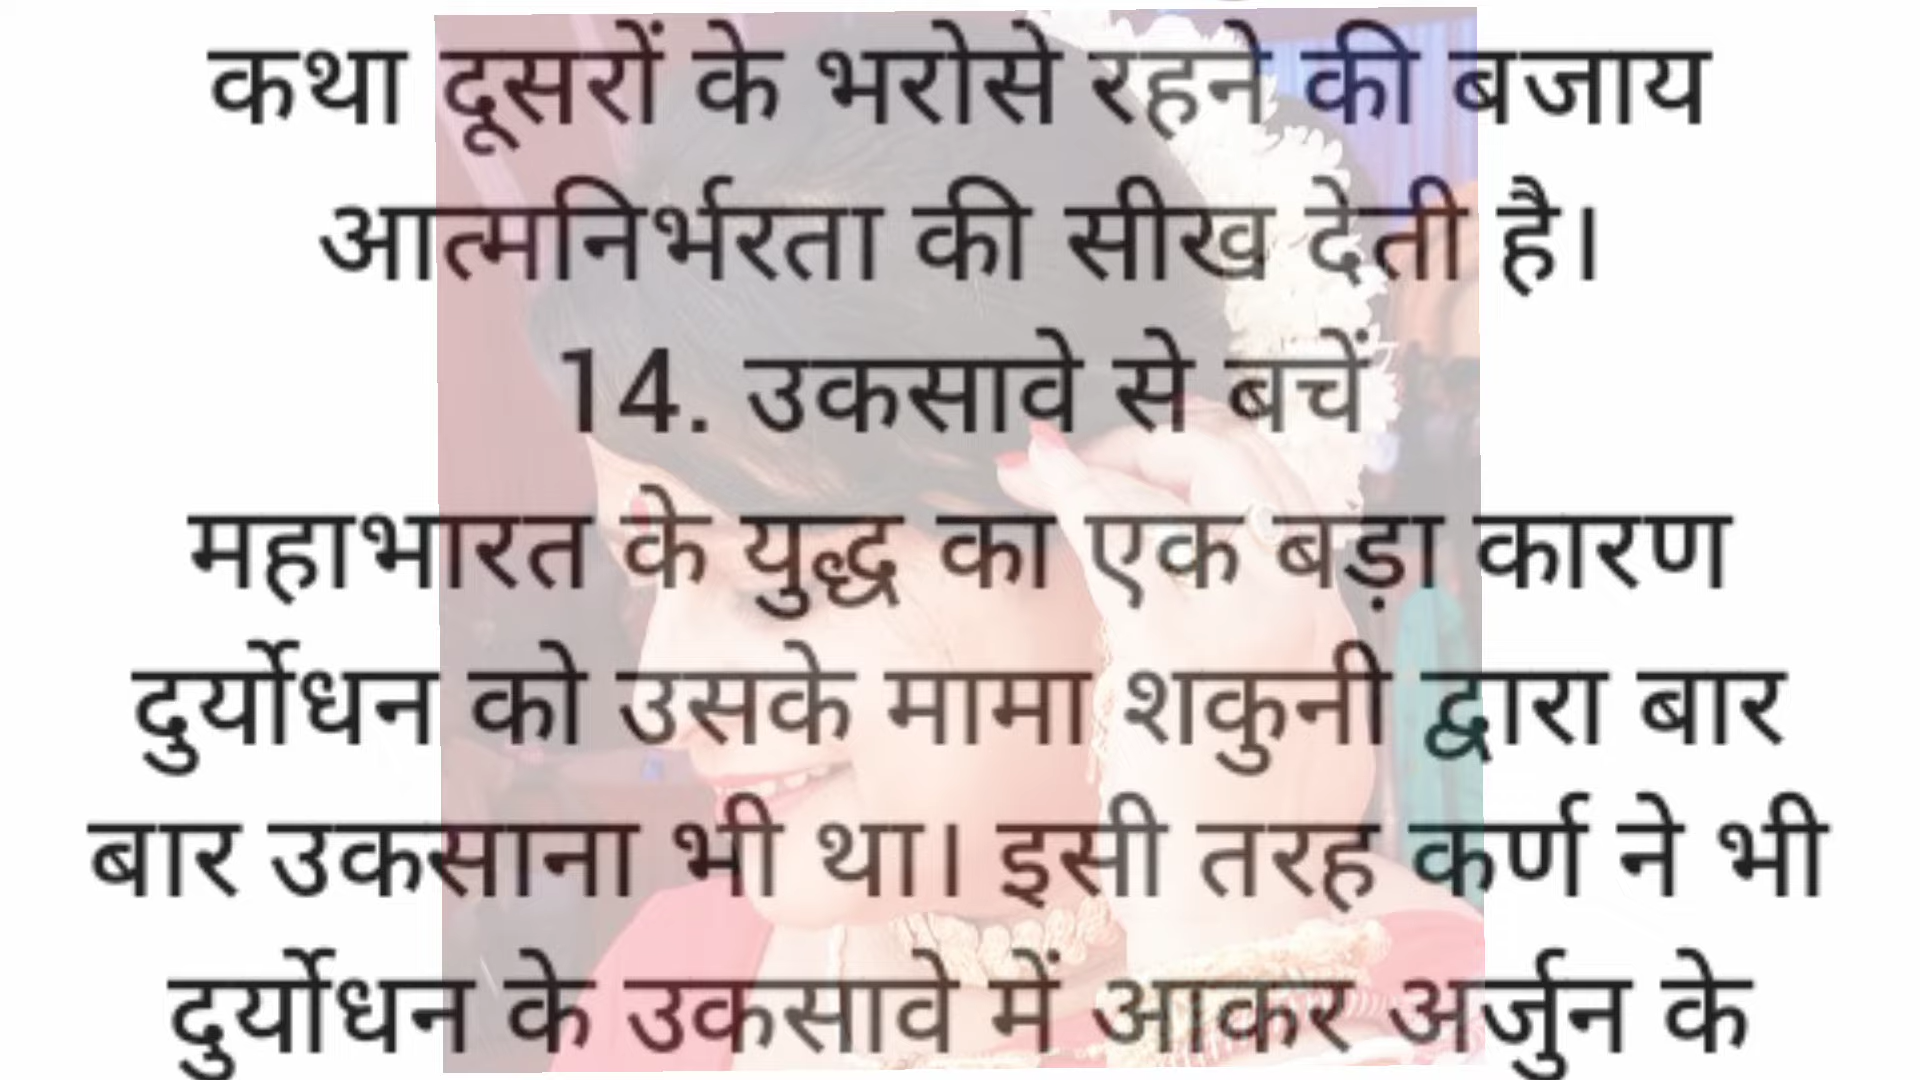 कथा दूसरों के भरोसे रहने की बजाय
आत्मनिर्भरता की सीख देती है।
14. उकसावे से बचें
महाभारत के युद्ध का एक बड़ा कारण
दुर्योधन को उसके मामा शकुनी द्वारा बार
बार उकसाना भी था। इसी तरह कर्ण ने भी
दुर्योधन के उकसावे में आकर अर्जुन के